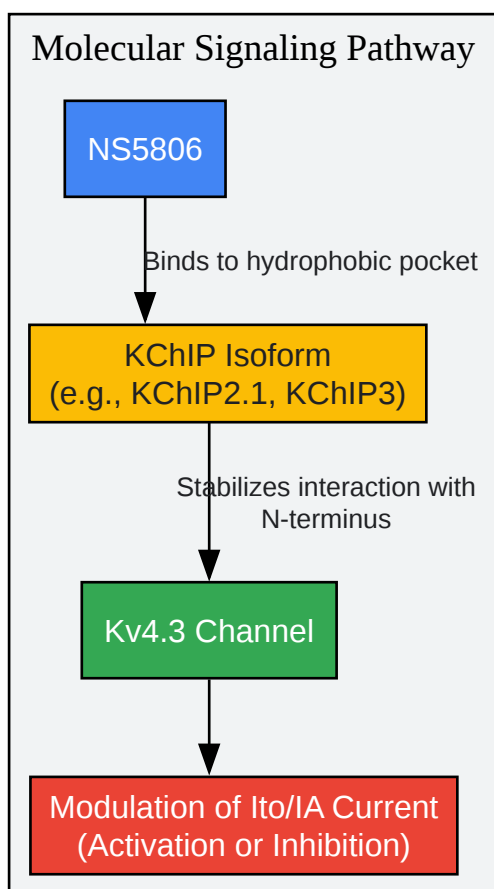 Molecular Signaling Pathway
NS5806
Binds to hydrophobic pocket
KChIP Isoform
(e.g., KChIP2.1, KChIP3)
Stabilizes interaction with
N-terminus
Kv4.3 Channel
Modulation of Ito/IA Current
(Activation or Inhibition)